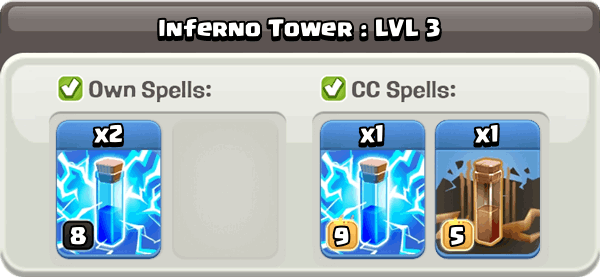 Inferno Tower : LVL 3
Own Spells:
CC Spells:
x2
x1
x1
8
9
5